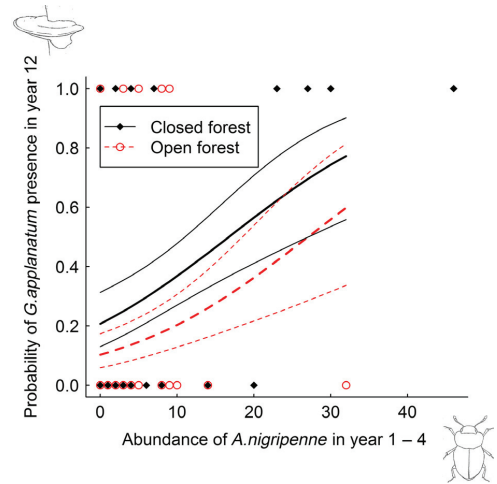 Probability of G.applanatum presence in year 12
1.0
0.8
0.6
0.4
0.2
0.0
Closed forest
Open forest
0 10 20 30 40
Abundance of A.nigripenne in year 1 – 4